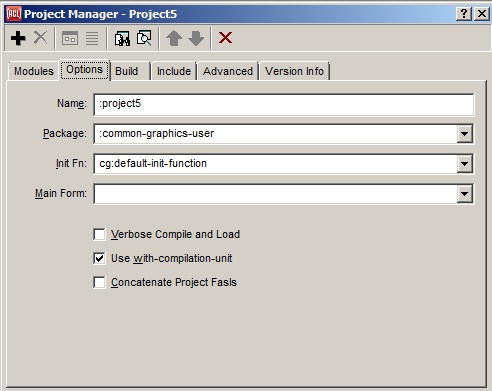 ACL Project Manager - Project5
Modules Options Build Include Advanced Version Info
Name: :project5
Package: :common-graphics-user
Init Fn: cg:default-init-function
Main Form:
Verbose Compile and Load
Use with-compilation-unit
Concatenate Project Fasls